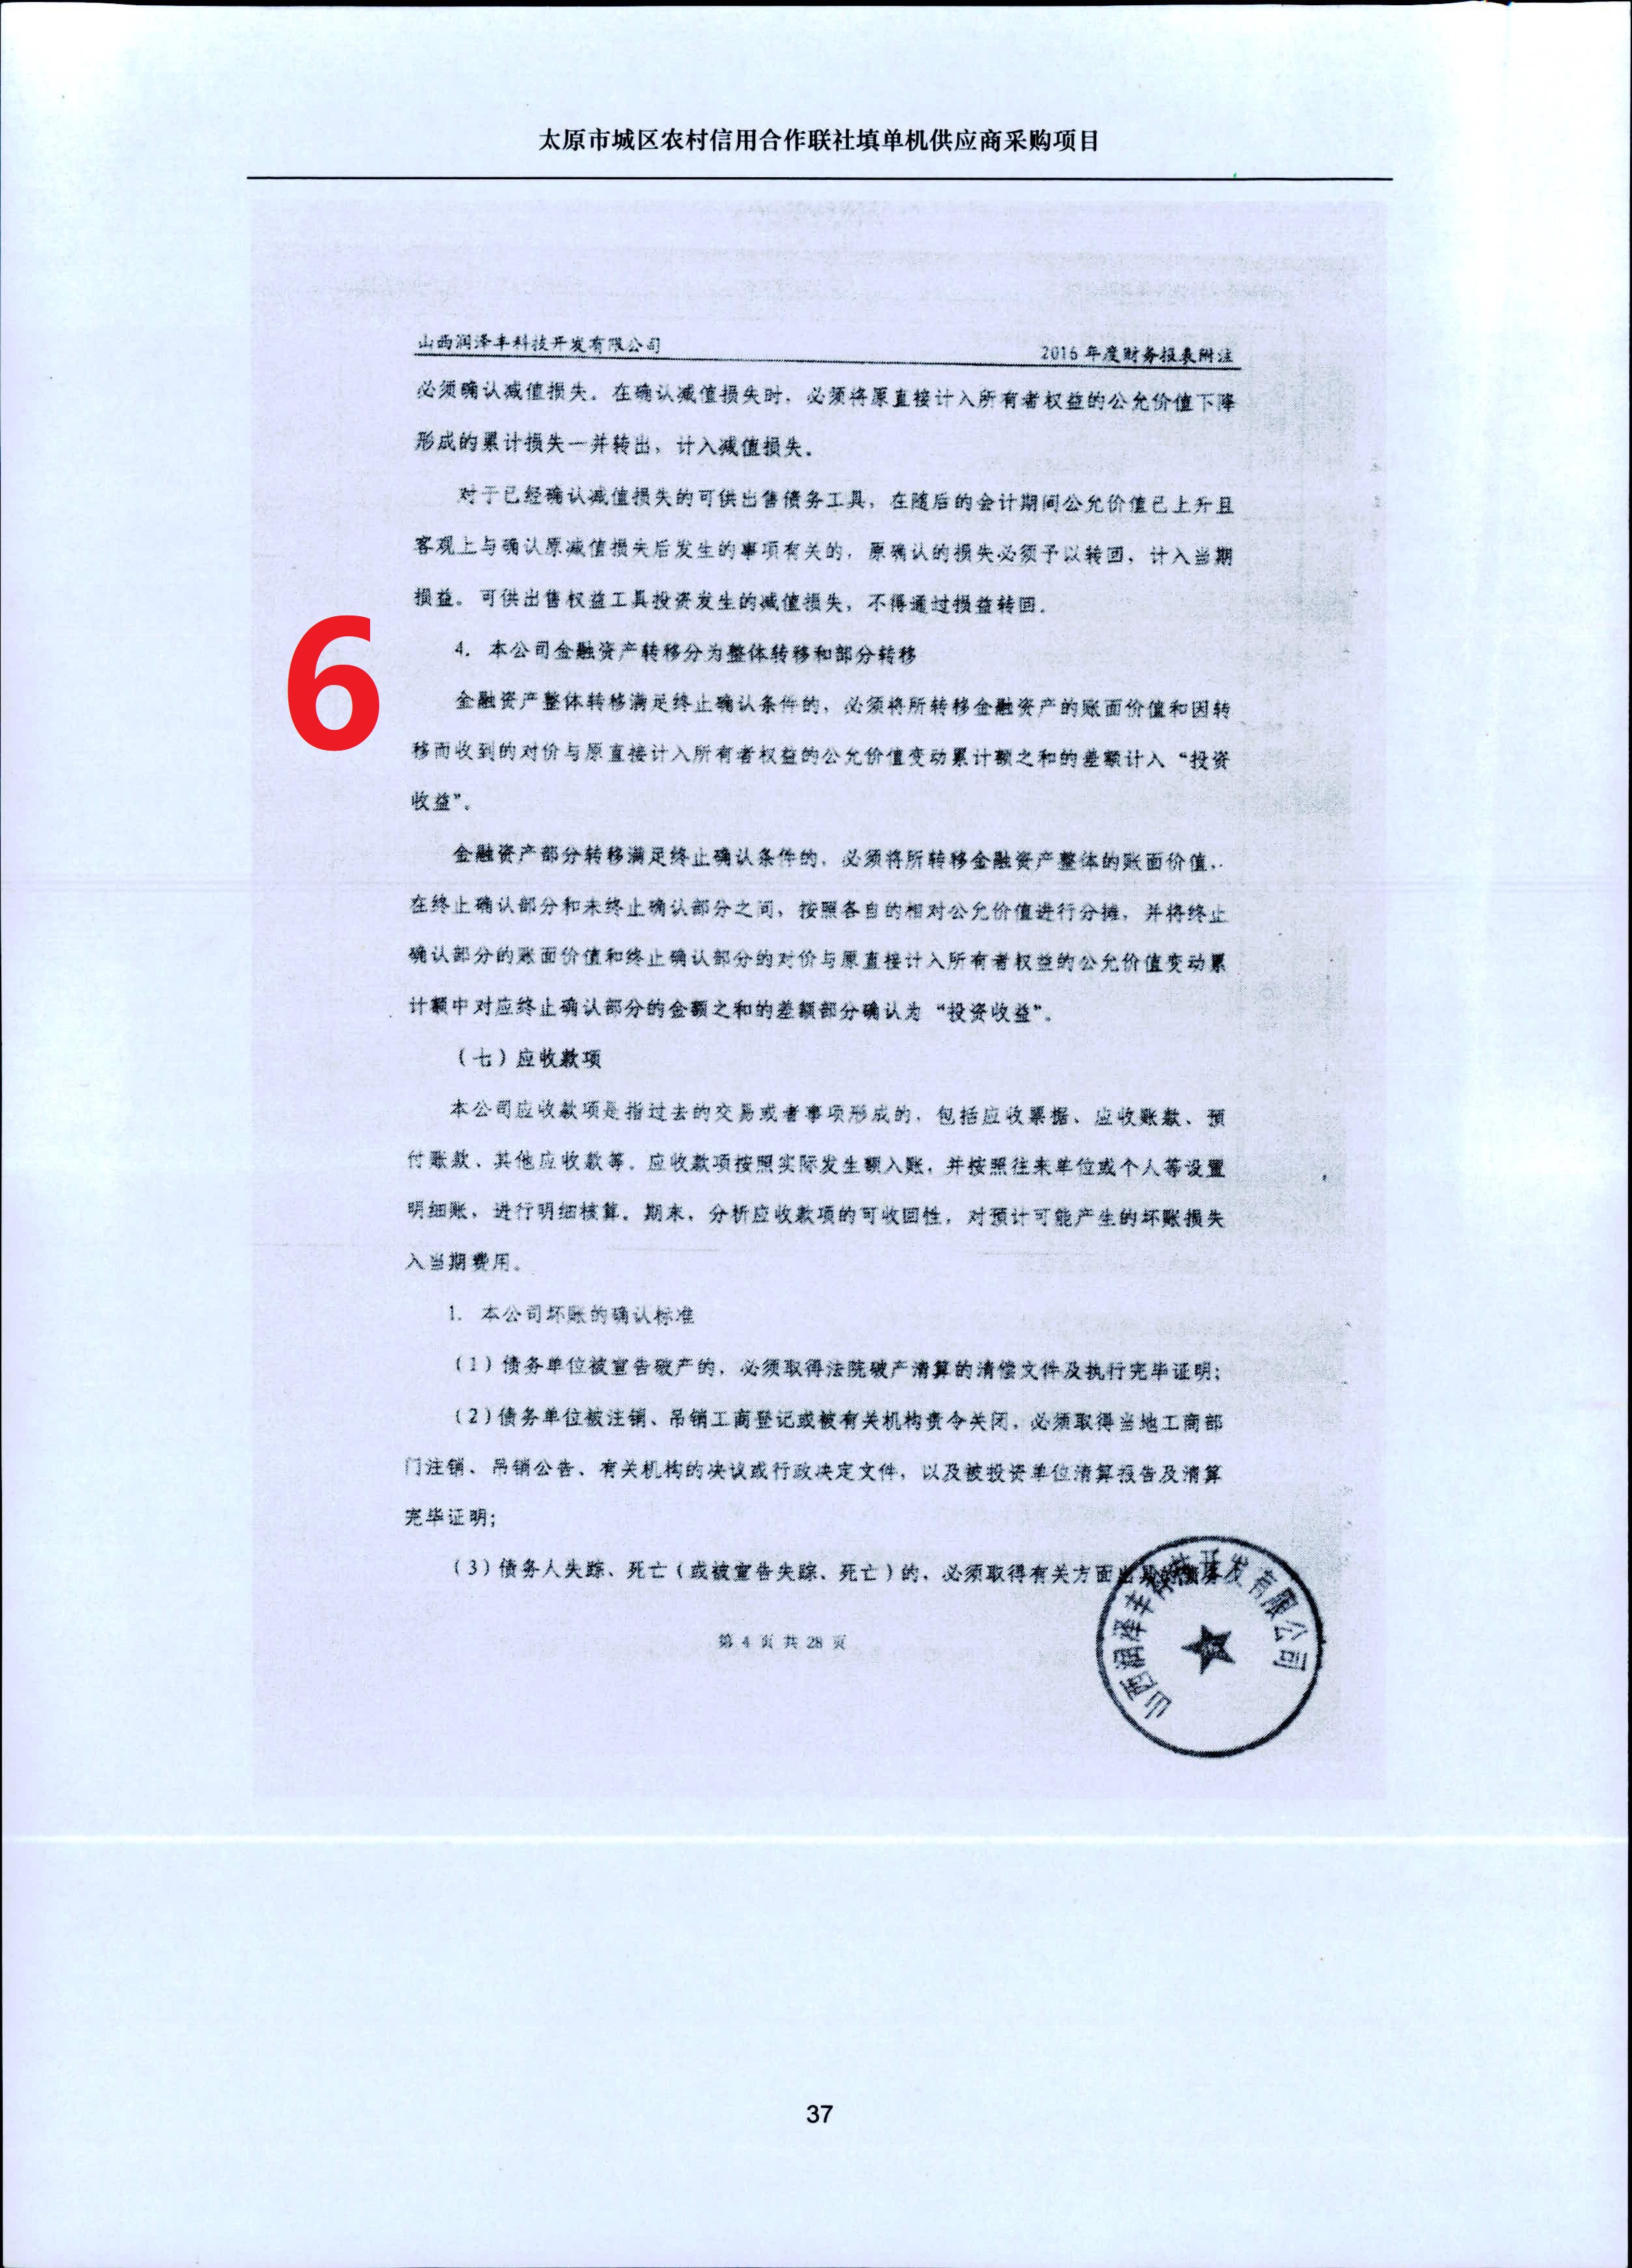 太原市城区农村信用合作联社填单机供应商采购项目
山西润泽丰科技开发有限公司
2016 年度财务报表附注
必须确认减值损失。在确认减值损失时，必须将原直接计入所有者权益的公允价值下降
形成的累计损失一并转出，计入减值损失。
对于已经确认减值损失的可供出售债务工具，在随后的会计期间公允价值已上升且
客观上与确认原减值损失后发生的事项有关的，原确认的损失必须予以转回，计入当期
损益。可供出售权益工具投资发生的减值损失，不得通过损益转回。
6
4. 本公司金融资产转移分为整体转移和部分转移
金融资产整体转移满足终止确认条件的，必须将所转移金融资产的账面价值和因转
移而收到的对价与原直接计入所有者权益的公允价值变动累计额之和的差额计入“投资
收益”。
金融资产部分转移满足终止确认条件的，必须将所转移金融资产整体的账面价值，
在终止确认部分和未终止确认部分之间，按照各自的相对公允价值进行分摊，并将终止
确认部分的账面价值和终止确认部分的对价与原直接计入所有者权益的公允价值变动累
计额中对应终止确认部分的金额之和的差额部分确认为“投资收益”。
（七）应收款项
本公司应收款项是指过去的交易或者事项形成的，包括应收票据、应收账款、预
付账款、其他应收款等。应收款项按照实际发生额入账，并按照往来单位或个人等设置
明细账，进行明细核算。期末，分析应收款项的可收回性，对预计可能产生的坏账损失
入当期费用。
1. 本公司坏账的确认标准
（1）债务单位被宣告破产的，必须取得法院破产清算的清偿文件及执行完毕证明；
（2）债务单位被注销、吊销工商登记或被有关机构责令关闭，必须取得当地工商部
门注销、吊销公告、有关机构的决议或行政决定文件，以及被投资单位清算报告及清算
完毕证明；
（3）债务人失踪、死亡（或被宣告失踪、死亡）的，必须取得有关方面出具的债务
山西润泽丰科技开发有限公司
第 4 页 共 28 页
37